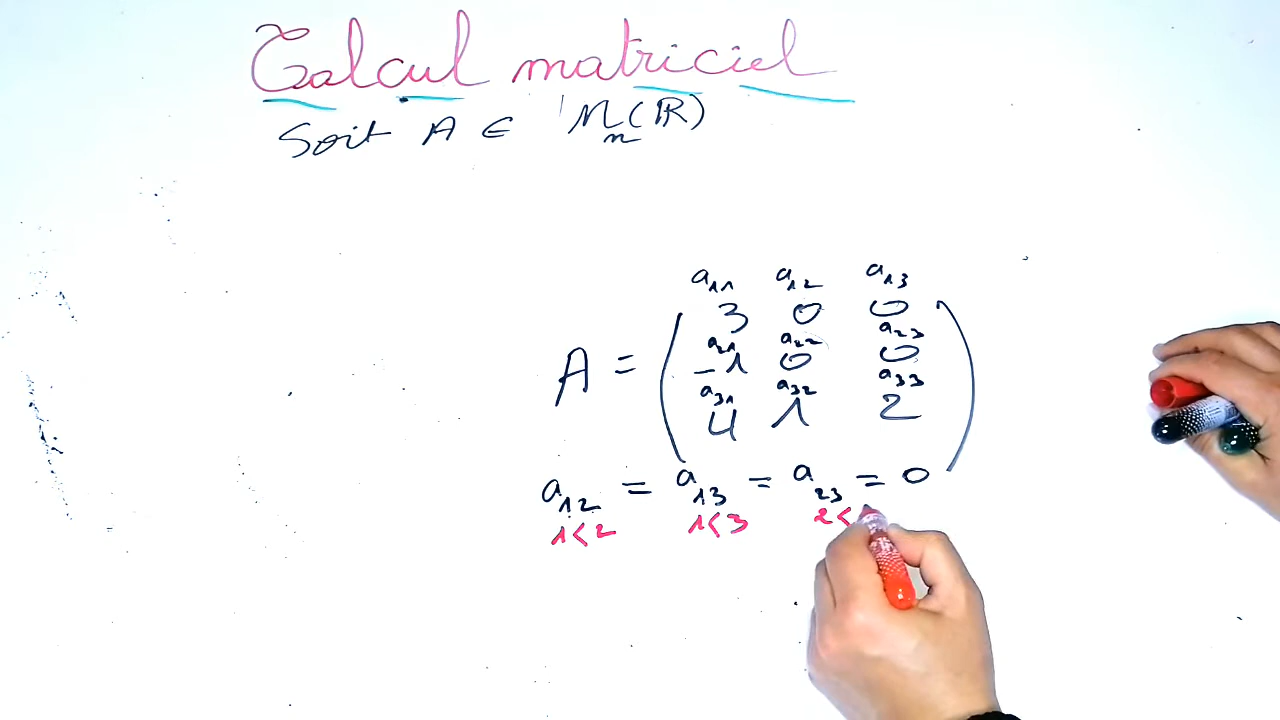 Calcul matriciel
Soit A ∈ Mₙ(ℝ)
a₁₁ a₁₂ a₁₃
3 0 0
a₂₁ a₂₂ a₂₃
A = -1 0 0
a₃₁ a₃₂ a₃₃
4 1 2
a₁₂ = a₁₃ = a₂₃ = 0
1<2 1<3 2<